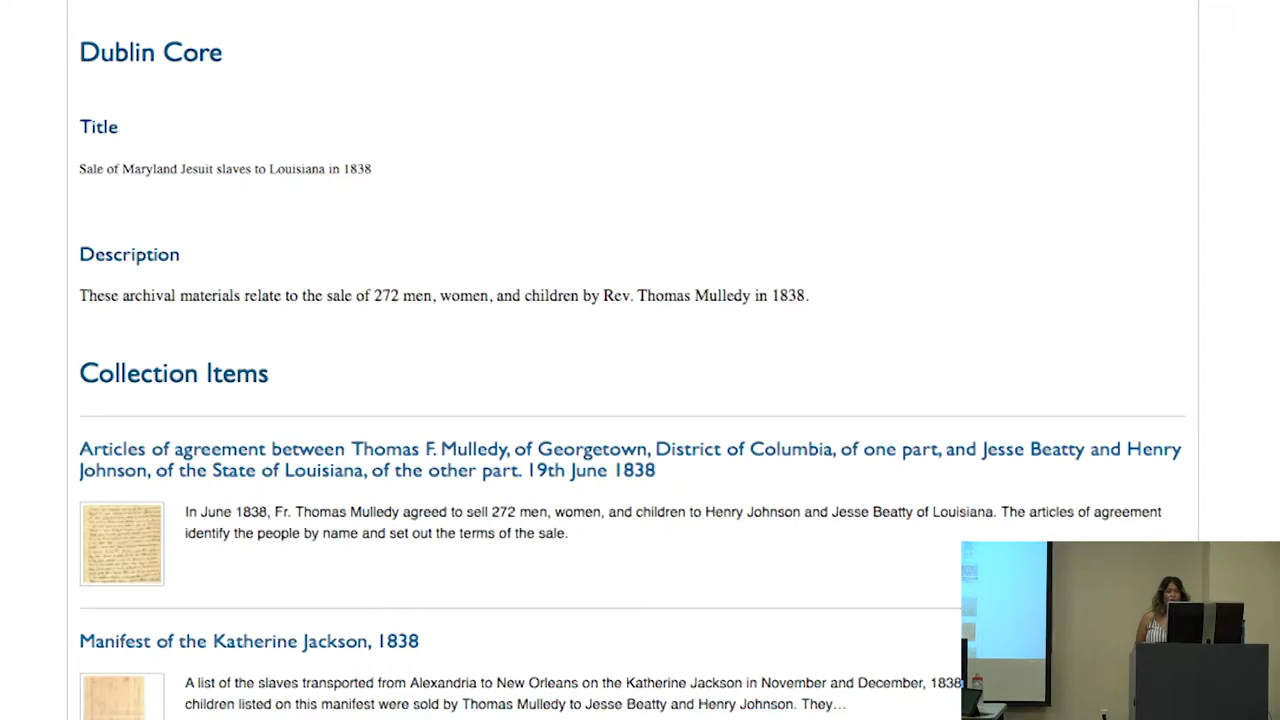 Dublin Core
Title
Sale of Maryland Jesuit slaves to Louisiana in 1838
Description
These archival materials relate to the sale of 272 men, women, and children by Rev. Thomas Mulledy in 1838.
Collection Items
Articles of agreement between Thomas F. Mulledy, of Georgetown, District of Columbia, of one part, and Jesse Beatty and Henry
Johnson, of the State of Louisiana, of the other part. 19th June 1838
In June 1838, Fr. Thomas Mulledy agreed to sell 272 men, women, and children to Henry Johnson and Jesse Beatty of Louisiana. The articles of agreement
identify the people by name and set out the terms of the sale.
Manifest of the Katherine Jackson, 1838
A list of the slaves transported from Alexandria to New Orleans on the Katherine Jackson in November and December, 1838
children listed on this manifest were sold by Thomas Mulledy to Jesse Beatty and Henry Johnson. They...